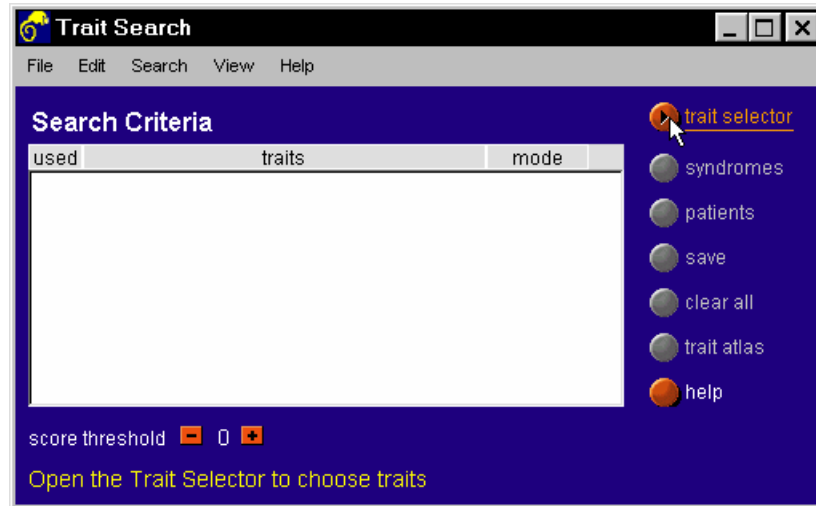 Trait Search
File Edit Search View Help
Search Criteria
used traits mode
trait selector
syndromes
patients
save
clear all
trait atlas
help
score threshold 0
Open the Trait Selector to choose traits